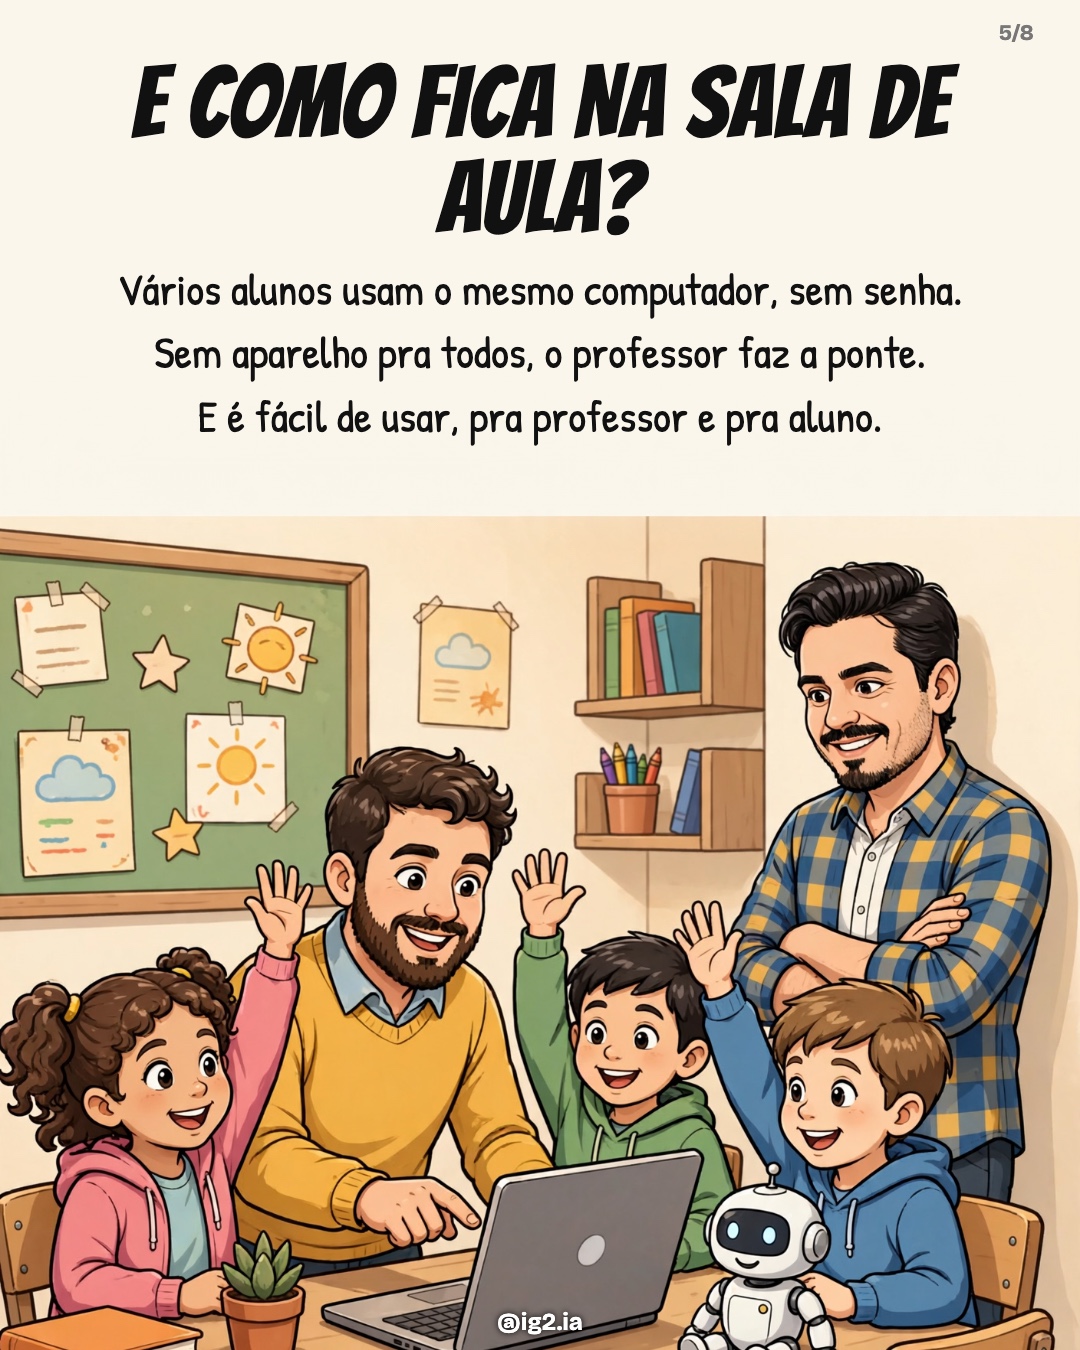 5/8
E COMO FICA NA SALA DE
AULA?
Vários alunos usam o mesmo computador, sem senha.
Sem aparelho pra todos, o professor faz a ponte.
E é fácil de usar, pra professor e pra aluno.
@ig2.ia